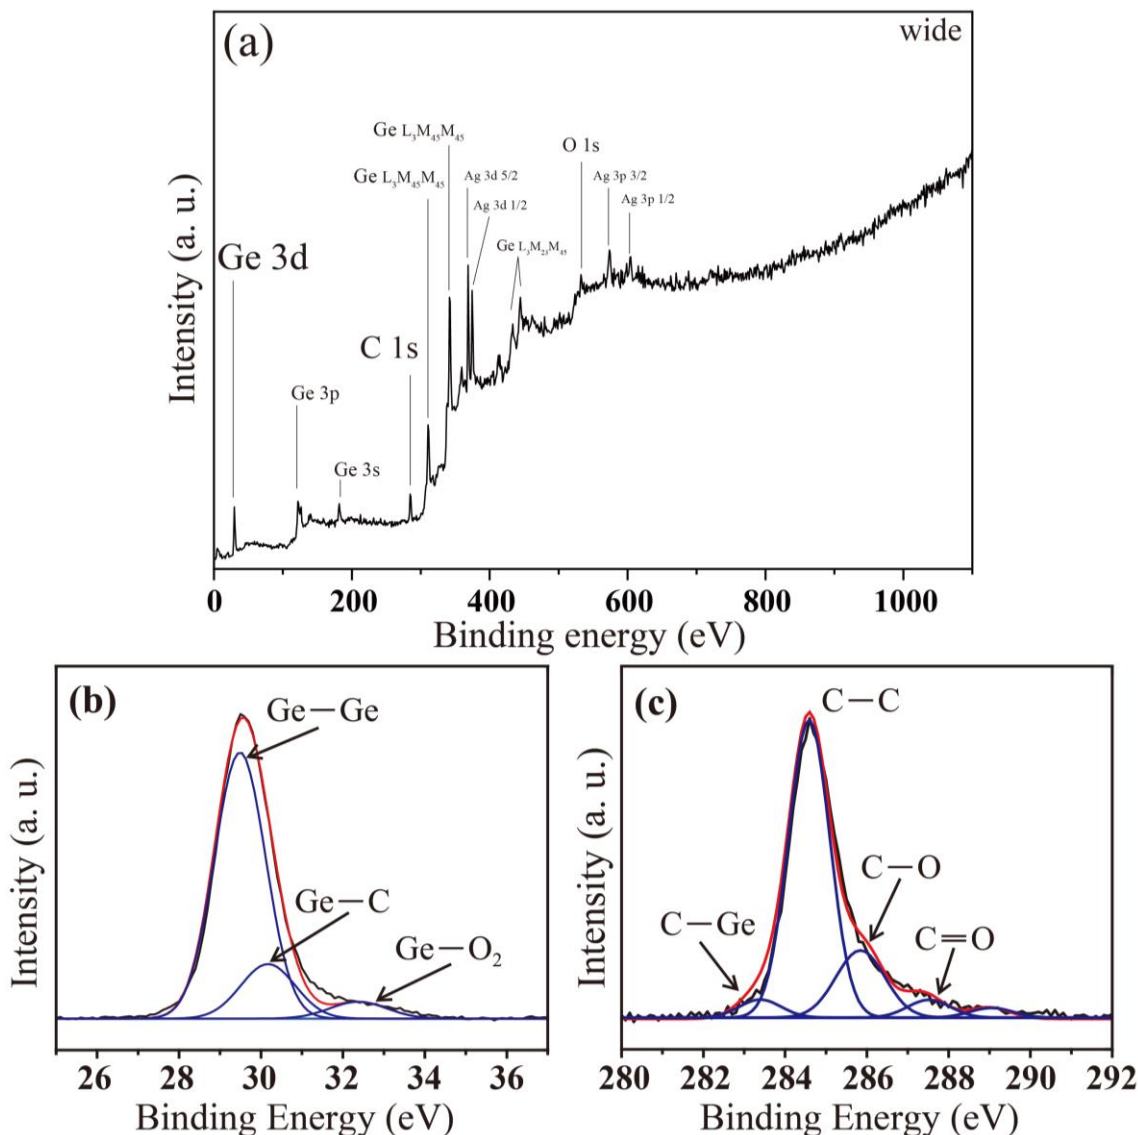 (a)
wide
Ge L₃M₄₅M₄₅
O 1s
Ge L₃M₄₅M₄₅
Ag 3d 5/2
Ag 3p 3/2
Ag 3d 1/2
Ag 3p 1/2
Ge 3d
Ge L₃M₂₃M₄₅
C 1s
Ge 3p
Ge 3s
Intensity (a. u.)
0 200 400 600 800 1000
Binding energy (eV)
(b)
Ge—Ge
Ge—C
Ge—O₂
Intensity (a. u.)
26 28 30 32 34 36
Binding Energy (eV)
(c)
C—C
C—O
C—Ge
C=O
Intensity (a. u.)
280 282 284 286 288 290 292
Binding Energy (eV)